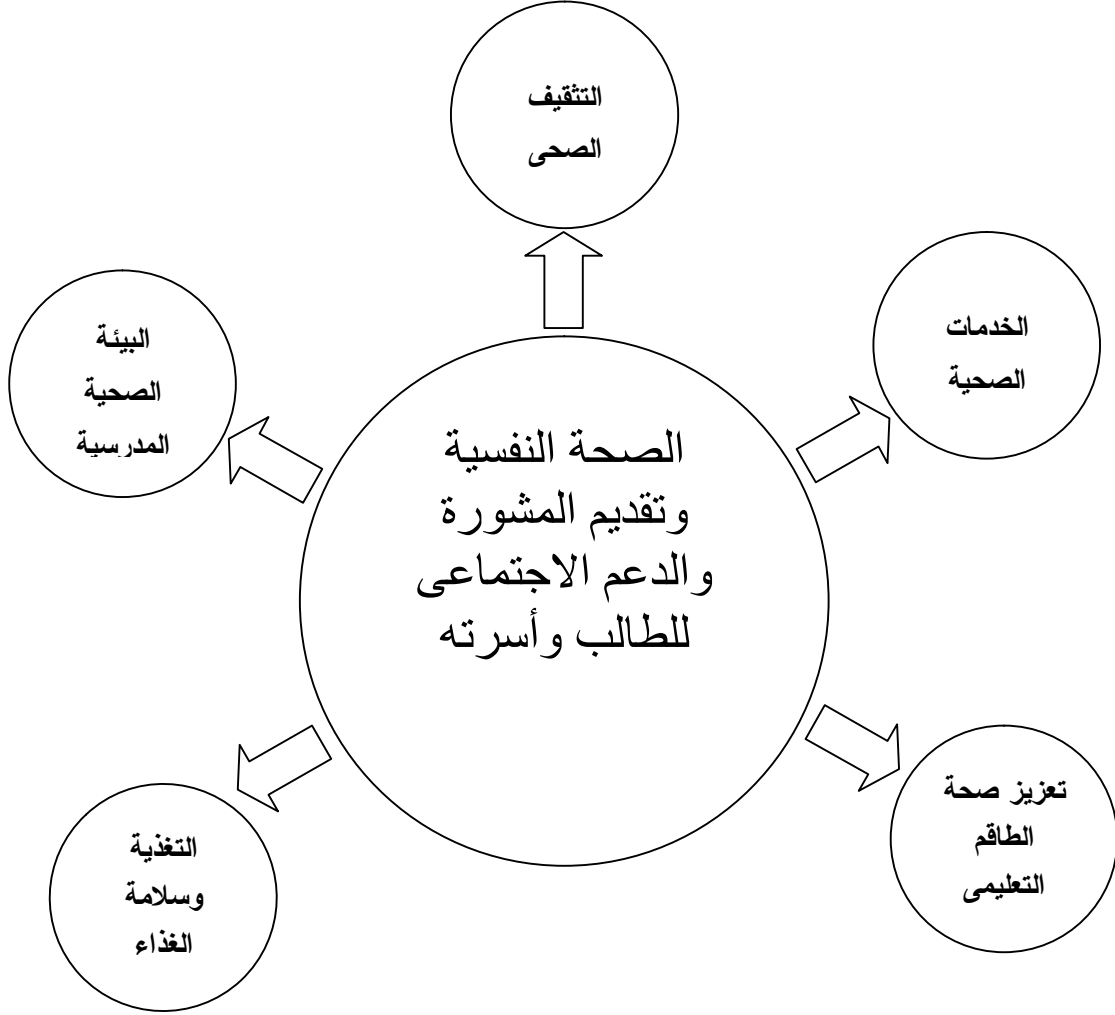 التثقيف
الصحى
الخدمات
الصحية
البيئة
الصحية
المدرسية
الصحة النفسية
وتقديم المشورة
والدعم الاجتماعى
للطالب وأسرته
تعزيز صحة
الطاقم
التعليمى
التغذية
وسلامة
الغذاء